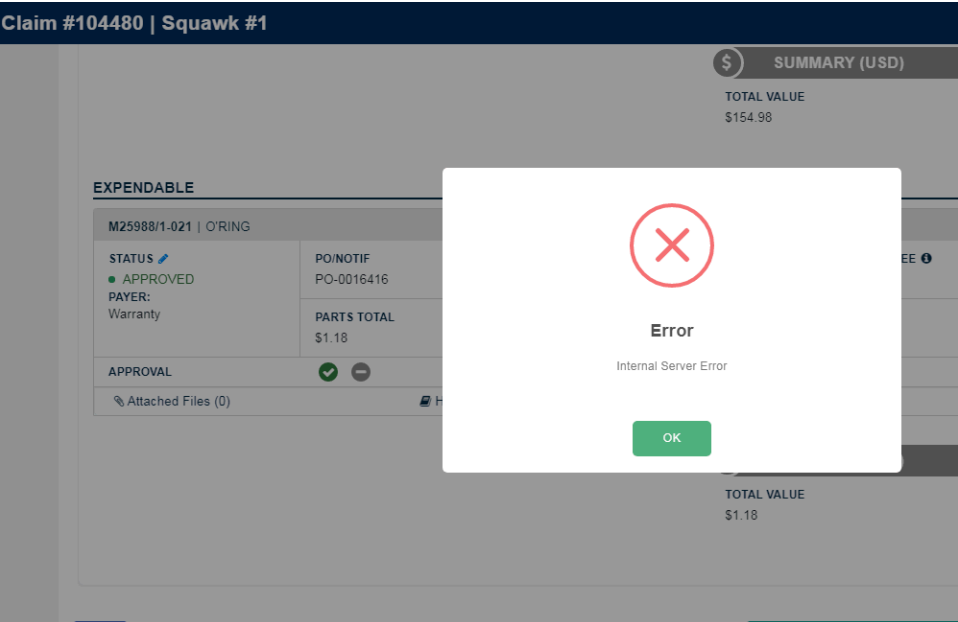 Claim #104480 | Squawk #1
$ SUMMARY (USD)
TOTAL VALUE
$154.98
EXPENDABLE
M25988/1-021 | O'RING
STATUS
APPROVED
PAYER:
Warranty
PO/NOTIF
PO-0016416
EE
PARTS TOTAL
$1.18
APPROVAL
Attached Files (0)
H
Error
Internal Server Error
OK
TOTAL VALUE
$1.18